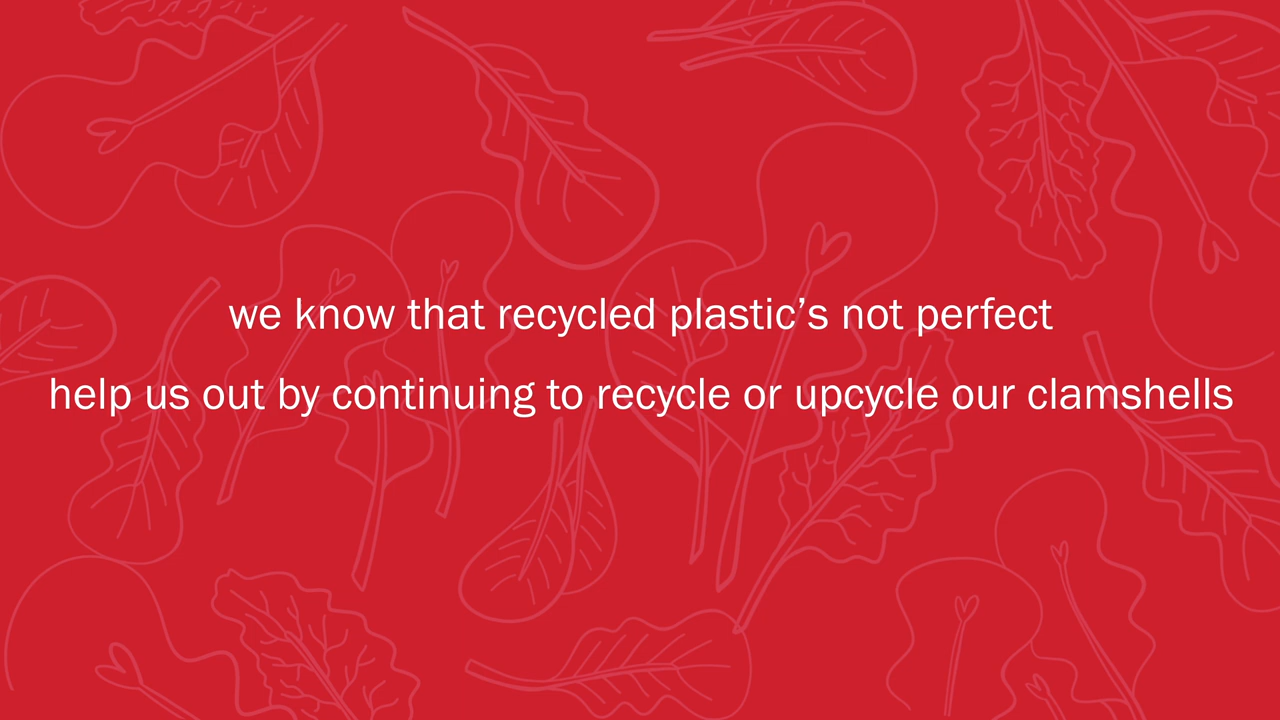 we know that recycled plastic’s not perfect
help us out by continuing to recycle or upcycle our clamshells